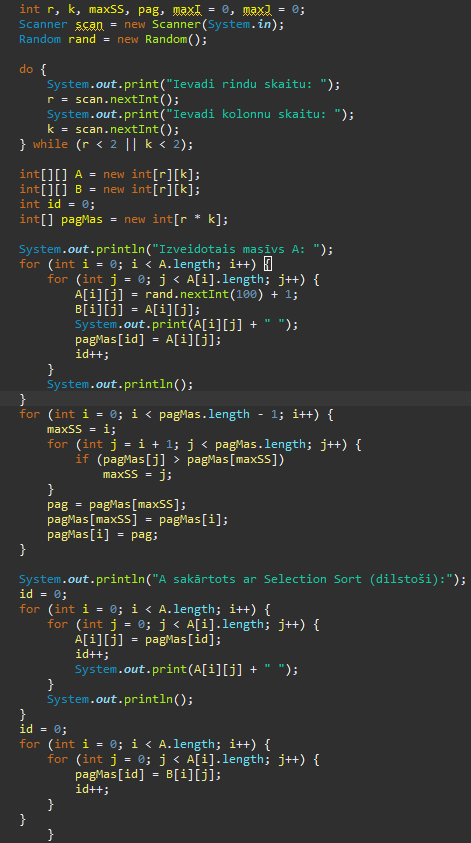 int r, k, maxSS, pag, maxI = 0, maxJ = 0;
Scanner scan = new Scanner(System.in);
Random rand = new Random();

do {
    System.out.print("Ievadi rindu skaitu: ");
    r = scan.nextInt();
    System.out.print("Ievadi kolonnu skaitu: ");
    k = scan.nextInt();
} while (r < 2 || k < 2);

int[][] A = new int[r][k];
int[][] B = new int[r][k];
int id = 0;
int[] pagMas = new int[r * k];

System.out.println("Izveidotais masīvs A: ");
for (int i = 0; i < A.length; i++) {
    for (int j = 0; j < A[i].length; j++) {
        A[i][j] = rand.nextInt(100) + 1;
        B[i][j] = A[i][j];
        System.out.print(A[i][j] + " ");
        pagMas[id] = A[i][j];
        id++;
    }
    System.out.println();
}
for (int i = 0; i < pagMas.length - 1; i++) {
    maxSS = i;
    for (int j = i + 1; j < pagMas.length; j++) {
        if (pagMas[j] > pagMas[maxSS])
            maxSS = j;
    }
    pag = pagMas[maxSS];
    pagMas[maxSS] = pagMas[i];
    pagMas[i] = pag;
}

System.out.println("A sakārtots ar Selection Sort (dilstoši):");
id = 0;
for (int i = 0; i < A.length; i++) {
    for (int j = 0; j < A[i].length; j++) {
        A[i][j] = pagMas[id];
        id++;
        System.out.print(A[i][j] + " ");
    }
    System.out.println();
}
id = 0;
for (int i = 0; i < A.length; i++) {
    for (int j = 0; j < A[i].length; j++) {
        pagMas[id] = B[i][j];
        id++;
    }
}
    }